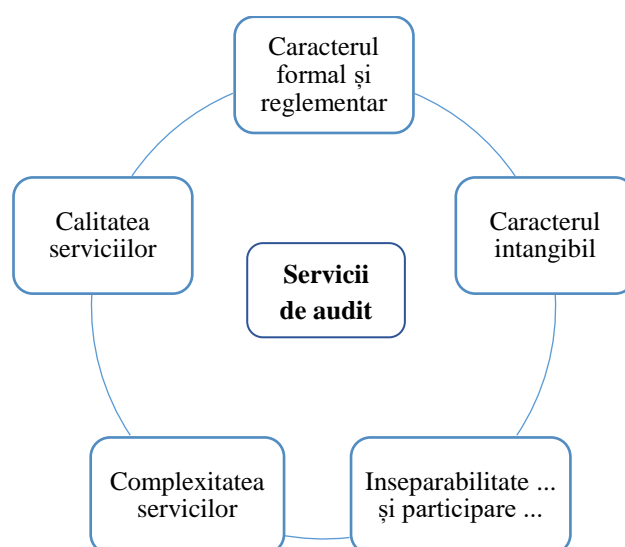 Caracterul
formal și
reglementar
Calitatea
serviciilor
Caracterul
intangibil
Servicii
de audit
Complexitatea
servicilor
Inseparabilitate ...
și participare ...